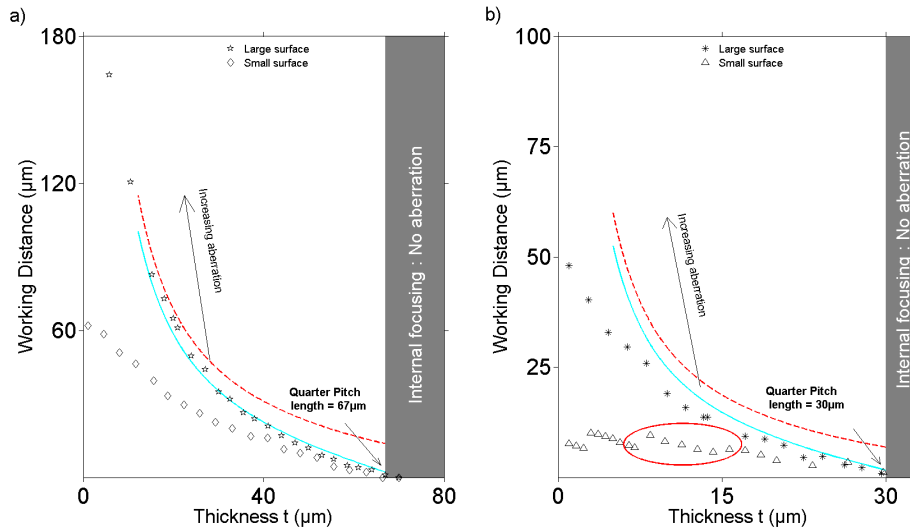 a)
180
120
60
0
40
80
Working Distance (µm)
Thickness t (µm)
Large surface
Small surface
Increasing aberration
Quarter Pitch
length = 67µm
Internal focusing : No aberration
b)
100
75
50
25
0
15
30
Working Distance (µm)
Thickness t (µm)
Large surface
Small surface
Increasing aberration
Quarter Pitch
length = 30µm
Internal focusing : No aberration